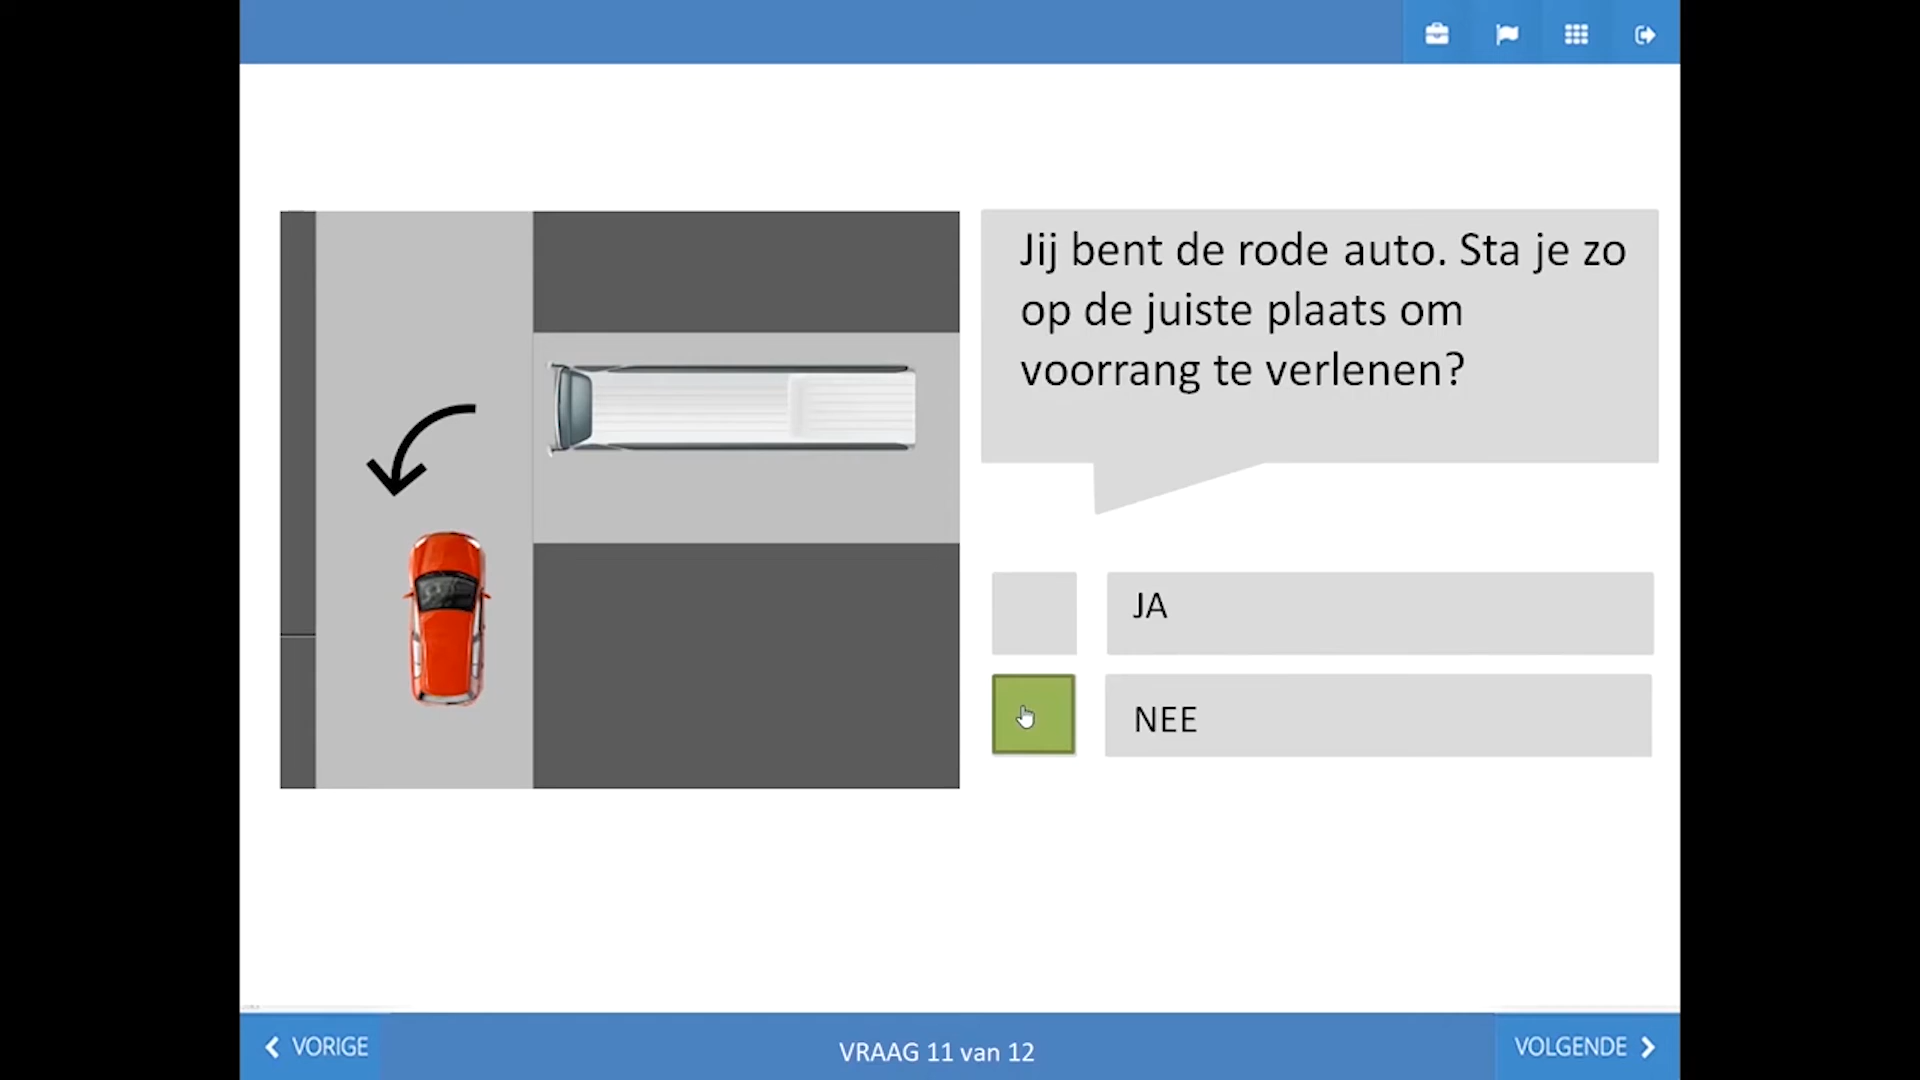 Jij bent de rode auto. Sta je zo
op de juiste plaats om
voorrang te verlenen?
JA
NEE
VORIGE
VRAAG 11 van 12
VOLGENDE